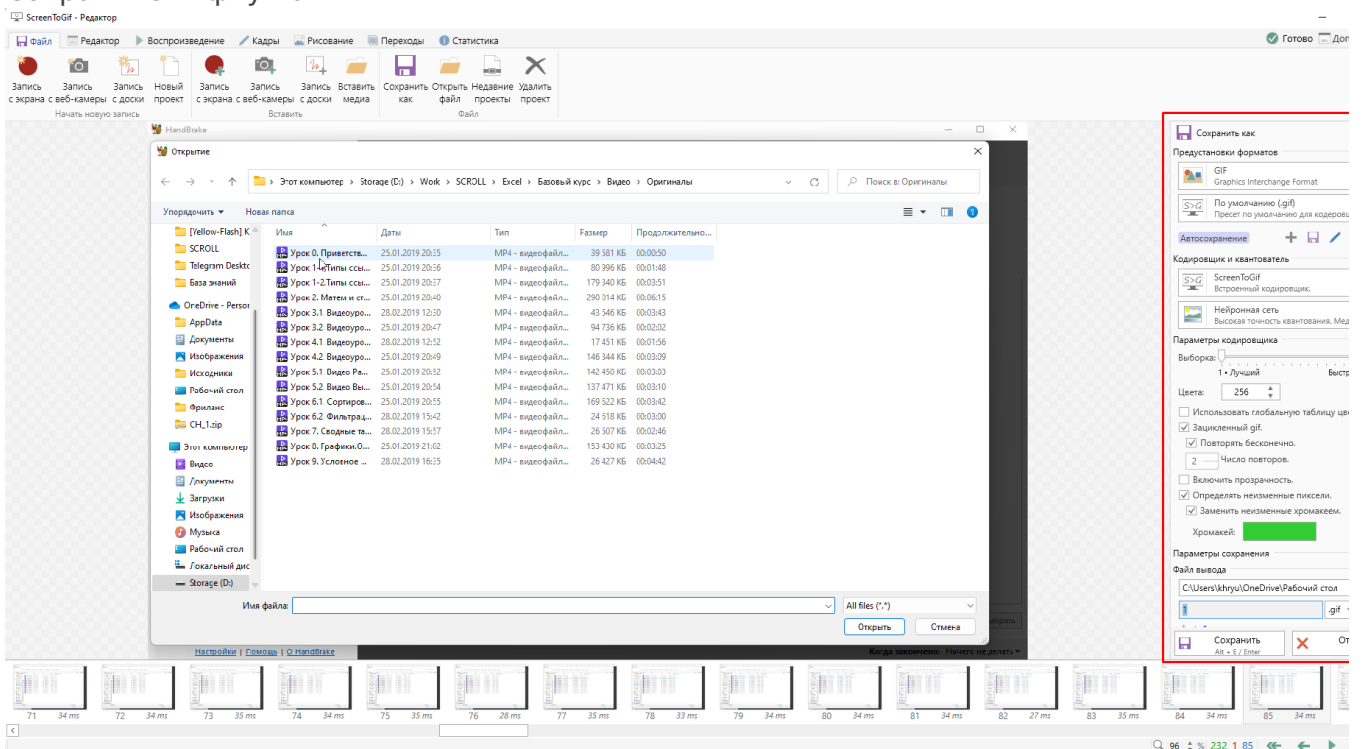 ScreenToGif - Редактор
Файл Редактор Воспроизведение Кадры Рисование Переходы Статистика
Готово
Запись с экрана
Запись с веб-камеры
Запись с доски
Новый проект
Запись с экрана
Запись с веб-камеры
Запись с доски
Вставить медиа
Сохранить как
Открыть файл
Недавние проекты
Удалить проект
Начать новую запись
Вставить
Файл
HandBrake
Открытие
Этот компьютер > Storage (D:) > Work > SCROLL > Excel > Базовый курс > Видео > Оригиналы
Поиск в: Оригиналы
Упорядочить Новая папка
[Yellow-Flash] K
SCROLL
Telegram Deskto
База знаний
OneDrive - Persor
AppData
Документы
Изображения
Исходники
Рабочий стол
Фриланс
CH_1.zip
Этот компьютер
Видео
Документы
Загрузки
Изображения
Музыка
Рабочий стол
Локальный дис
Storage (D:)
Имя Даты Тип Размер Продолжительно...
Урок 0. Приветств... 25.01.2019 20:35 MP4 - видеофайл... 39 581 КБ 00:00:50
Урок 1-1.Типы ссы... 25.01.2019 20:36 MP4 - видеофайл... 80 996 КБ 00:01:48
Урок 1-2.Типы ссы... 25.01.2019 20:37 MP4 - видеофайл... 179 340 КБ 00:03:51
Урок 2. Матем и ст... 25.01.2019 20:40 MP4 - видеофайл... 290 014 КБ 00:06:15
Урок 3.1 Видеоуро... 28.02.2019 12:30 MP4 - видеофайл... 43 546 КБ 00:03:43
Урок 3.2 Видеоуро... 25.01.2019 20:47 MP4 - видеофайл... 94 736 КБ 00:02:02
Урок 4.1 Видеоуро... 28.02.2019 12:52 MP4 - видеофайл... 17 451 КБ 00:01:56
Урок 4.2 Видеоуро... 25.01.2019 20:49 MP4 - видеофайл... 146 344 КБ 00:03:09
Урок 5.1. Видео Ра... 25.01.2019 20:52 MP4 - видеофайл... 142 450 КБ 00:03:03
Урок 5.2 Видео Вы... 25.01.2019 20:54 MP4 - видеофайл... 137 471 КБ 00:03:10
Урок 6.1. Сортиров... 25.01.2019 20:55 MP4 - видеофайл... 169 522 КБ 00:03:42
Урок 6.2. Фильтрац... 28.02.2019 15:42 MP4 - видеофайл... 24 518 КБ 00:03:00
Урок 7. Сводные та... 28.02.2019 15:57 MP4 - видеофайл... 26 507 КБ 00:02:46
Урок 8. Графики.О... 25.01.2019 21:02 MP4 - видеофайл... 153 430 КБ 00:03:25
Урок 9. Условное ... 28.02.2019 16:35 MP4 - видеофайл... 26 427 КБ 00:04:42
Имя файла:
All files (*.*)
Открыть Отмена
Настройки | Помощь | О HandBrake
Когда закончено: Ничего не делать
Сохранить как
Предустановки форматов
GIF
Graphics Interchange Format
По умолчанию (.gif)
Пресет по умолчанию для кодеровщ
Автосохранение
Кодировщик и квантователь
ScreenToGif
Встроенный кодировщик.
Нейронная сеть
Высокая точность квантования. Мед
Параметры кодировщика
Выборка:
1 • Лучший Быстр
Цвета: 256
Использовать глобальную таблицу цве
Зацикленный gif.
Повторять бесконечно.
2 Число повторов.
Включить прозрачность.
Определять неизменные пиксели.
Заменить неизменные хромакеем.
Хромакей:
Параметры сохранения
Файл вывода
C:\Users\khryu\OneDrive\Рабочий стол
1 .gif
Сохранить
Alt + E / Enter
От
71 34 ms 72 34 ms 73 35 ms 74 34 ms 75 35 ms 76 28 ms 77 35 ms 78 33 ms 79 34 ms 80 34 ms 81 34 ms 82 27 ms 83 35 ms 84 34 ms 85 34 ms
96 % 232 1 85